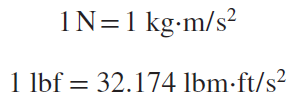 1 N = 1 kg·m/s²
1 lbf = 32.174 lbm·ft/s²